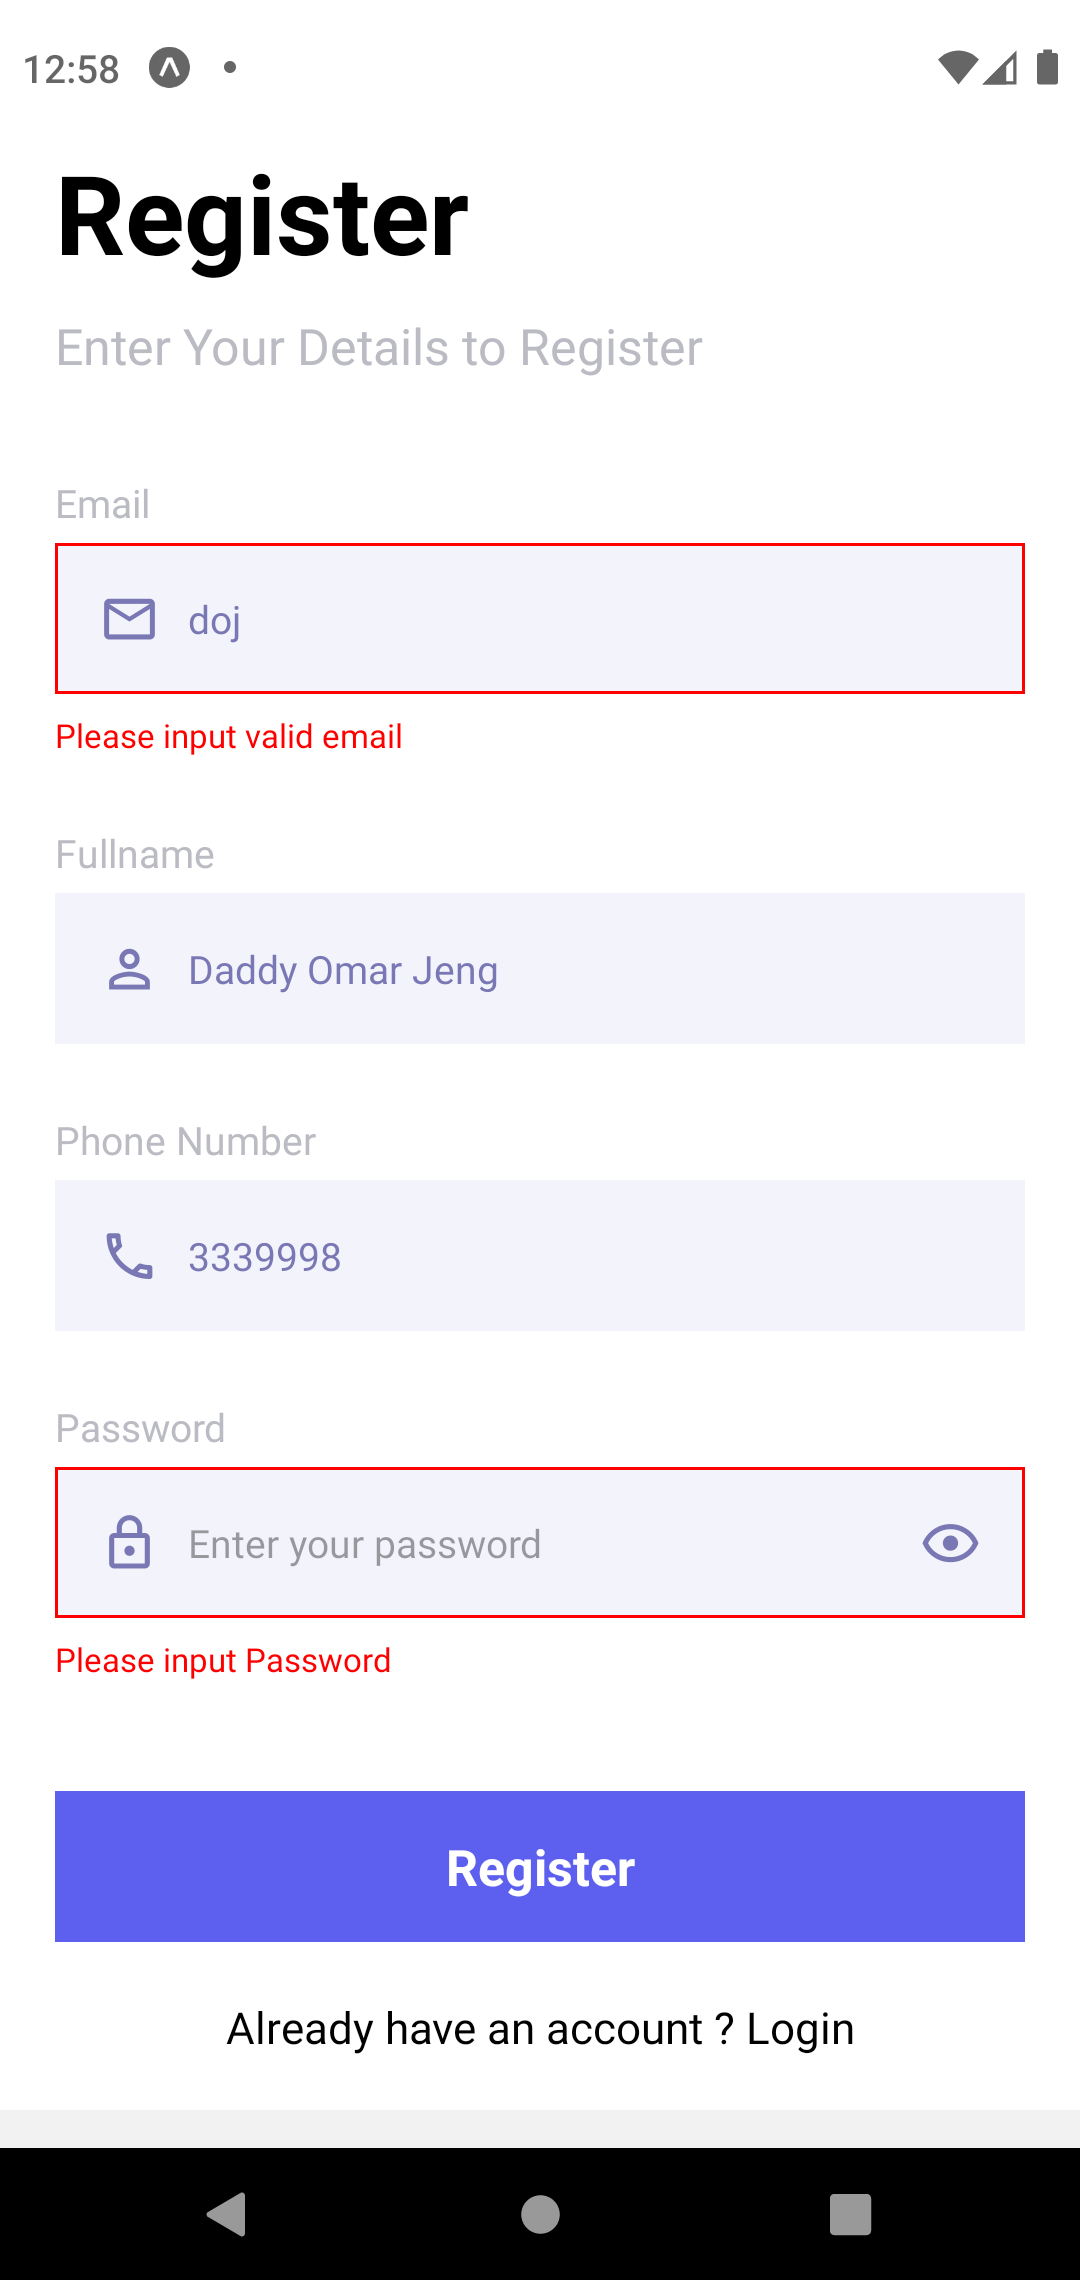 12:58
Register
Enter Your Details to Register
Email
doj
Please input valid email
Fullname
Daddy Omar Jeng
Phone Number
3339998
Password
Enter your password
Please input Password
Register
Already have an account ? Login